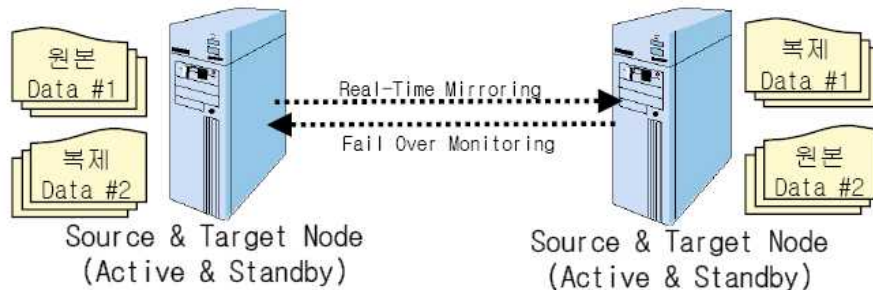 원본
Data #1
복제
Data #2
Real-Time Mirroring
Fail Over Monitoring
복제
Data #1
원본
Data #2
Source & Target Node
(Active & Standby)
Source & Target Node
(Active & Standby)